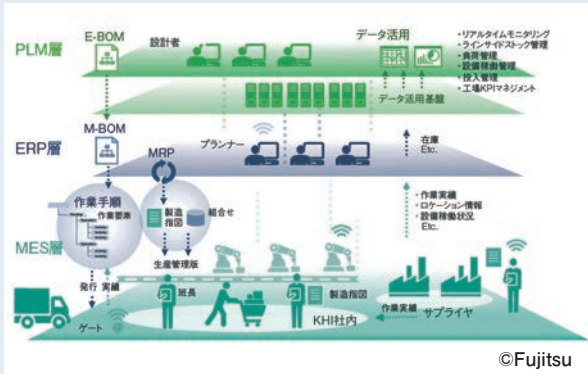 PLM層
E-BOM
設計者
データ活用
・リアルタイムモニタリング
・ラインサイドストック管理
・負荷管理
・設備稼働管理
・投入管理
・工場KPIマネジメント
データ活用基盤
ERP層
M-BOM
MRP
プランナー
在庫
Etc.
作業手順
作業要素
製造
指図
組合せ
・作業実績
・ロケーション情報
・設備稼働状況
Etc.
MES層
生産管理版
発行
実績
班長
製造指図
作業実績
サプライヤ
ゲート
KHI社内
©Fujitsu